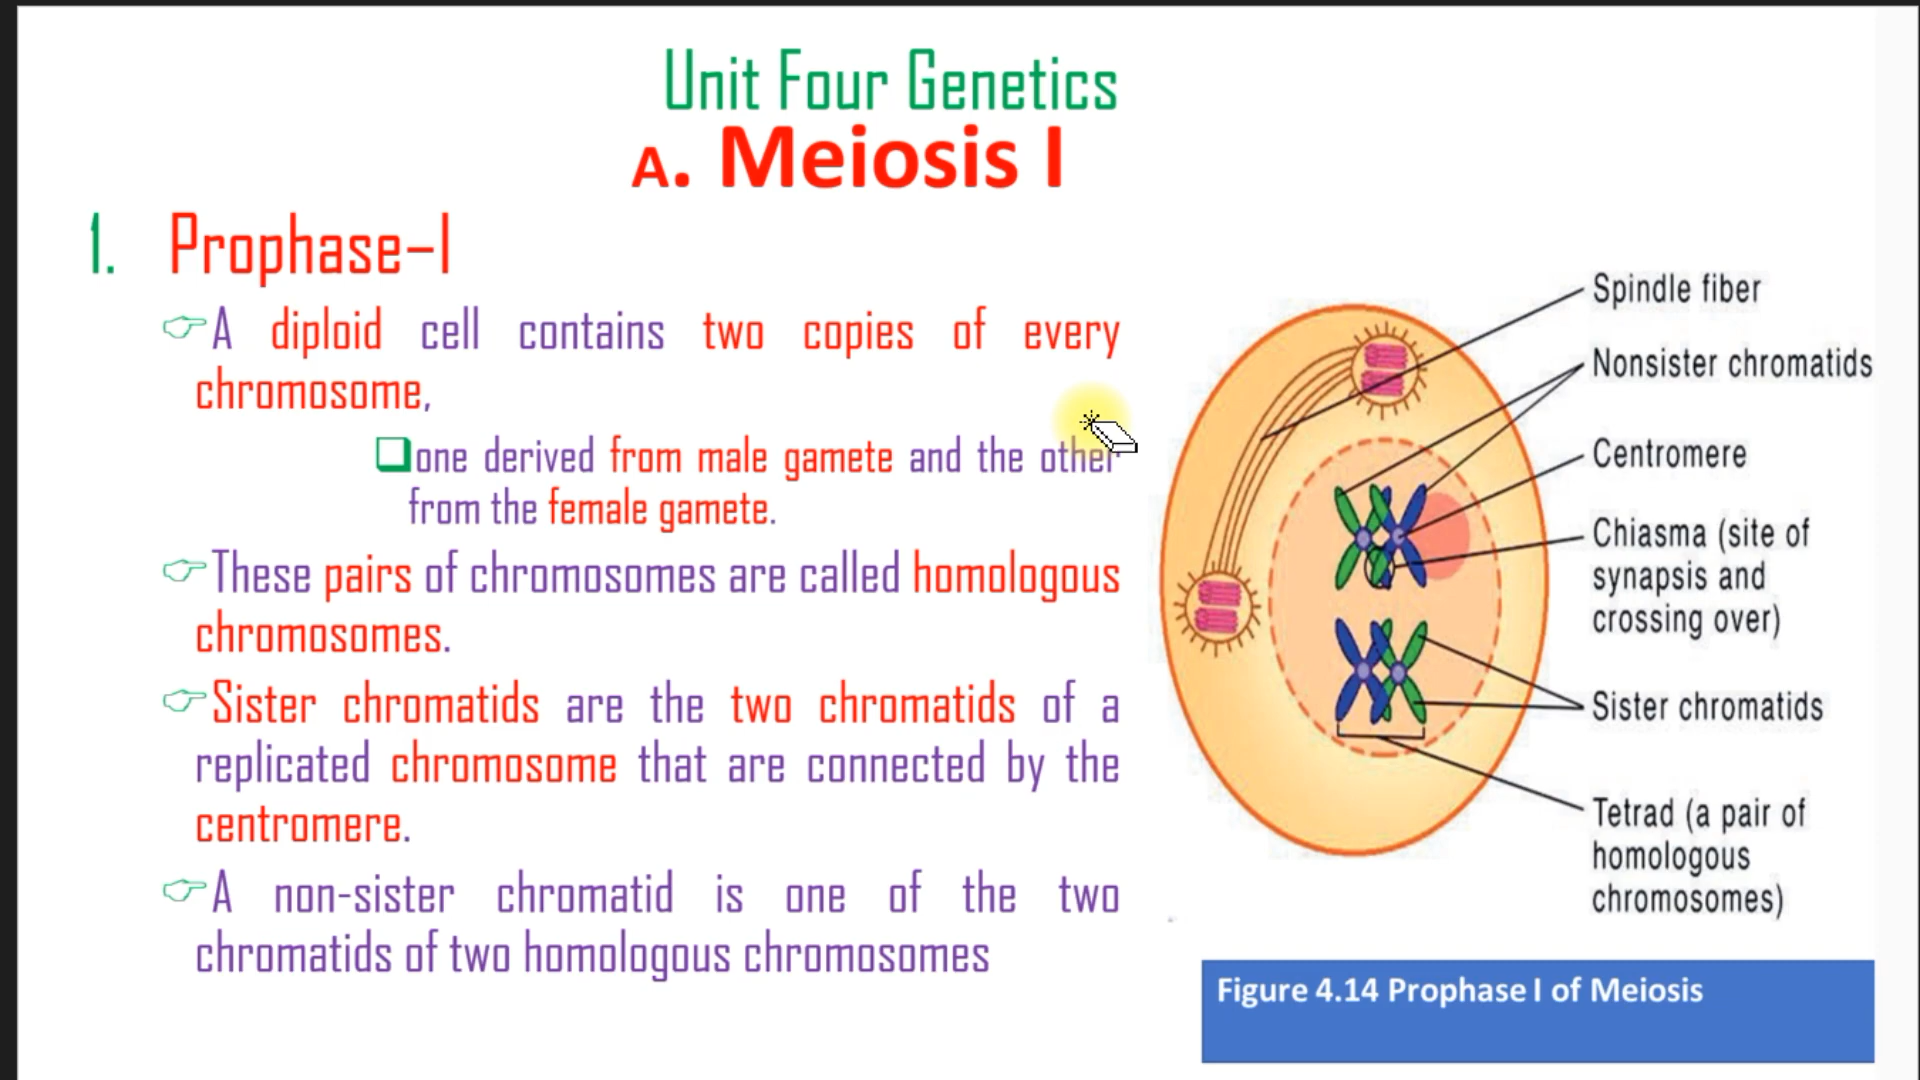 Unit Four Genetics
A. Meiosis I
1. Prophase–I
A diploid cell contains two copies of every
chromosome,
one derived from male gamete and the other
from the female gamete.
These pairs of chromosomes are called homologous
chromosomes.
Sister chromatids are the two chromatids of a
replicated chromosome that are connected by the
centromere.
A non-sister chromatid is one of the two
chromatids of two homologous chromosomes
Spindle fiber
Nonsister chromatids
Centromere
Chiasma (site of
synapsis and
crossing over)
Sister chromatids
Tetrad (a pair of
homologous
chromosomes)
Figure 4.14 Prophase I of Meiosis